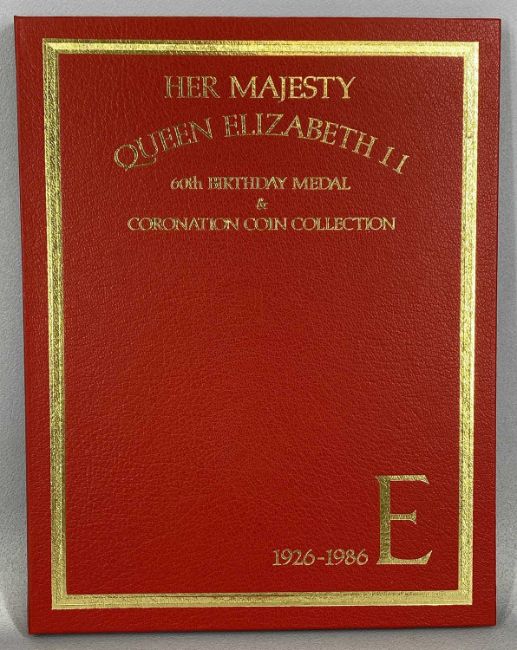 HER MAJESTY
QUEEN ELIZABETH II
60th BIRTHDAY MEDAL
&
CORONATION COIN COLLECTION
1926-1986 E